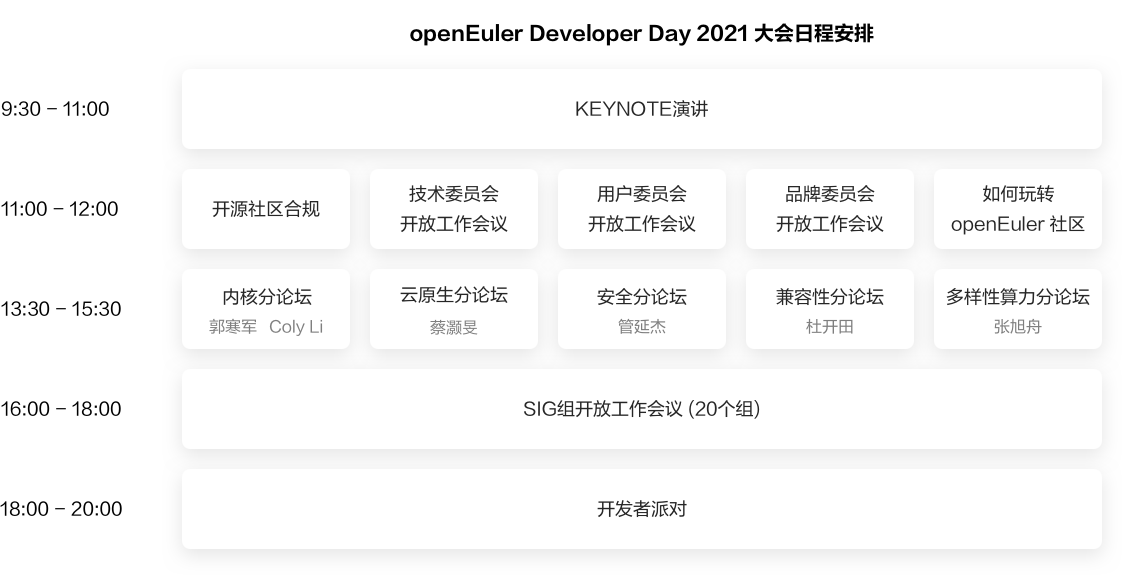 openEuler Developer Day 2021 大会日程安排
9:30 – 11:00
KEYNOTE演讲
11:00 – 12:00
开源社区合规
技术委员会
开放工作会议
用户委员会
开放工作会议
品牌委员会
开放工作会议
如何玩转
openEuler 社区
13:30 – 15:30
内核分论坛
郭寒军 Coly Li
云原生分论坛
蔡灏旻
安全分论坛
管延杰
兼容性分论坛
杜开田
多样性算力分论坛
张旭舟
16:00 – 18:00
SIG组开放工作会议 (20个组)
18:00 – 20:00
开发者派对